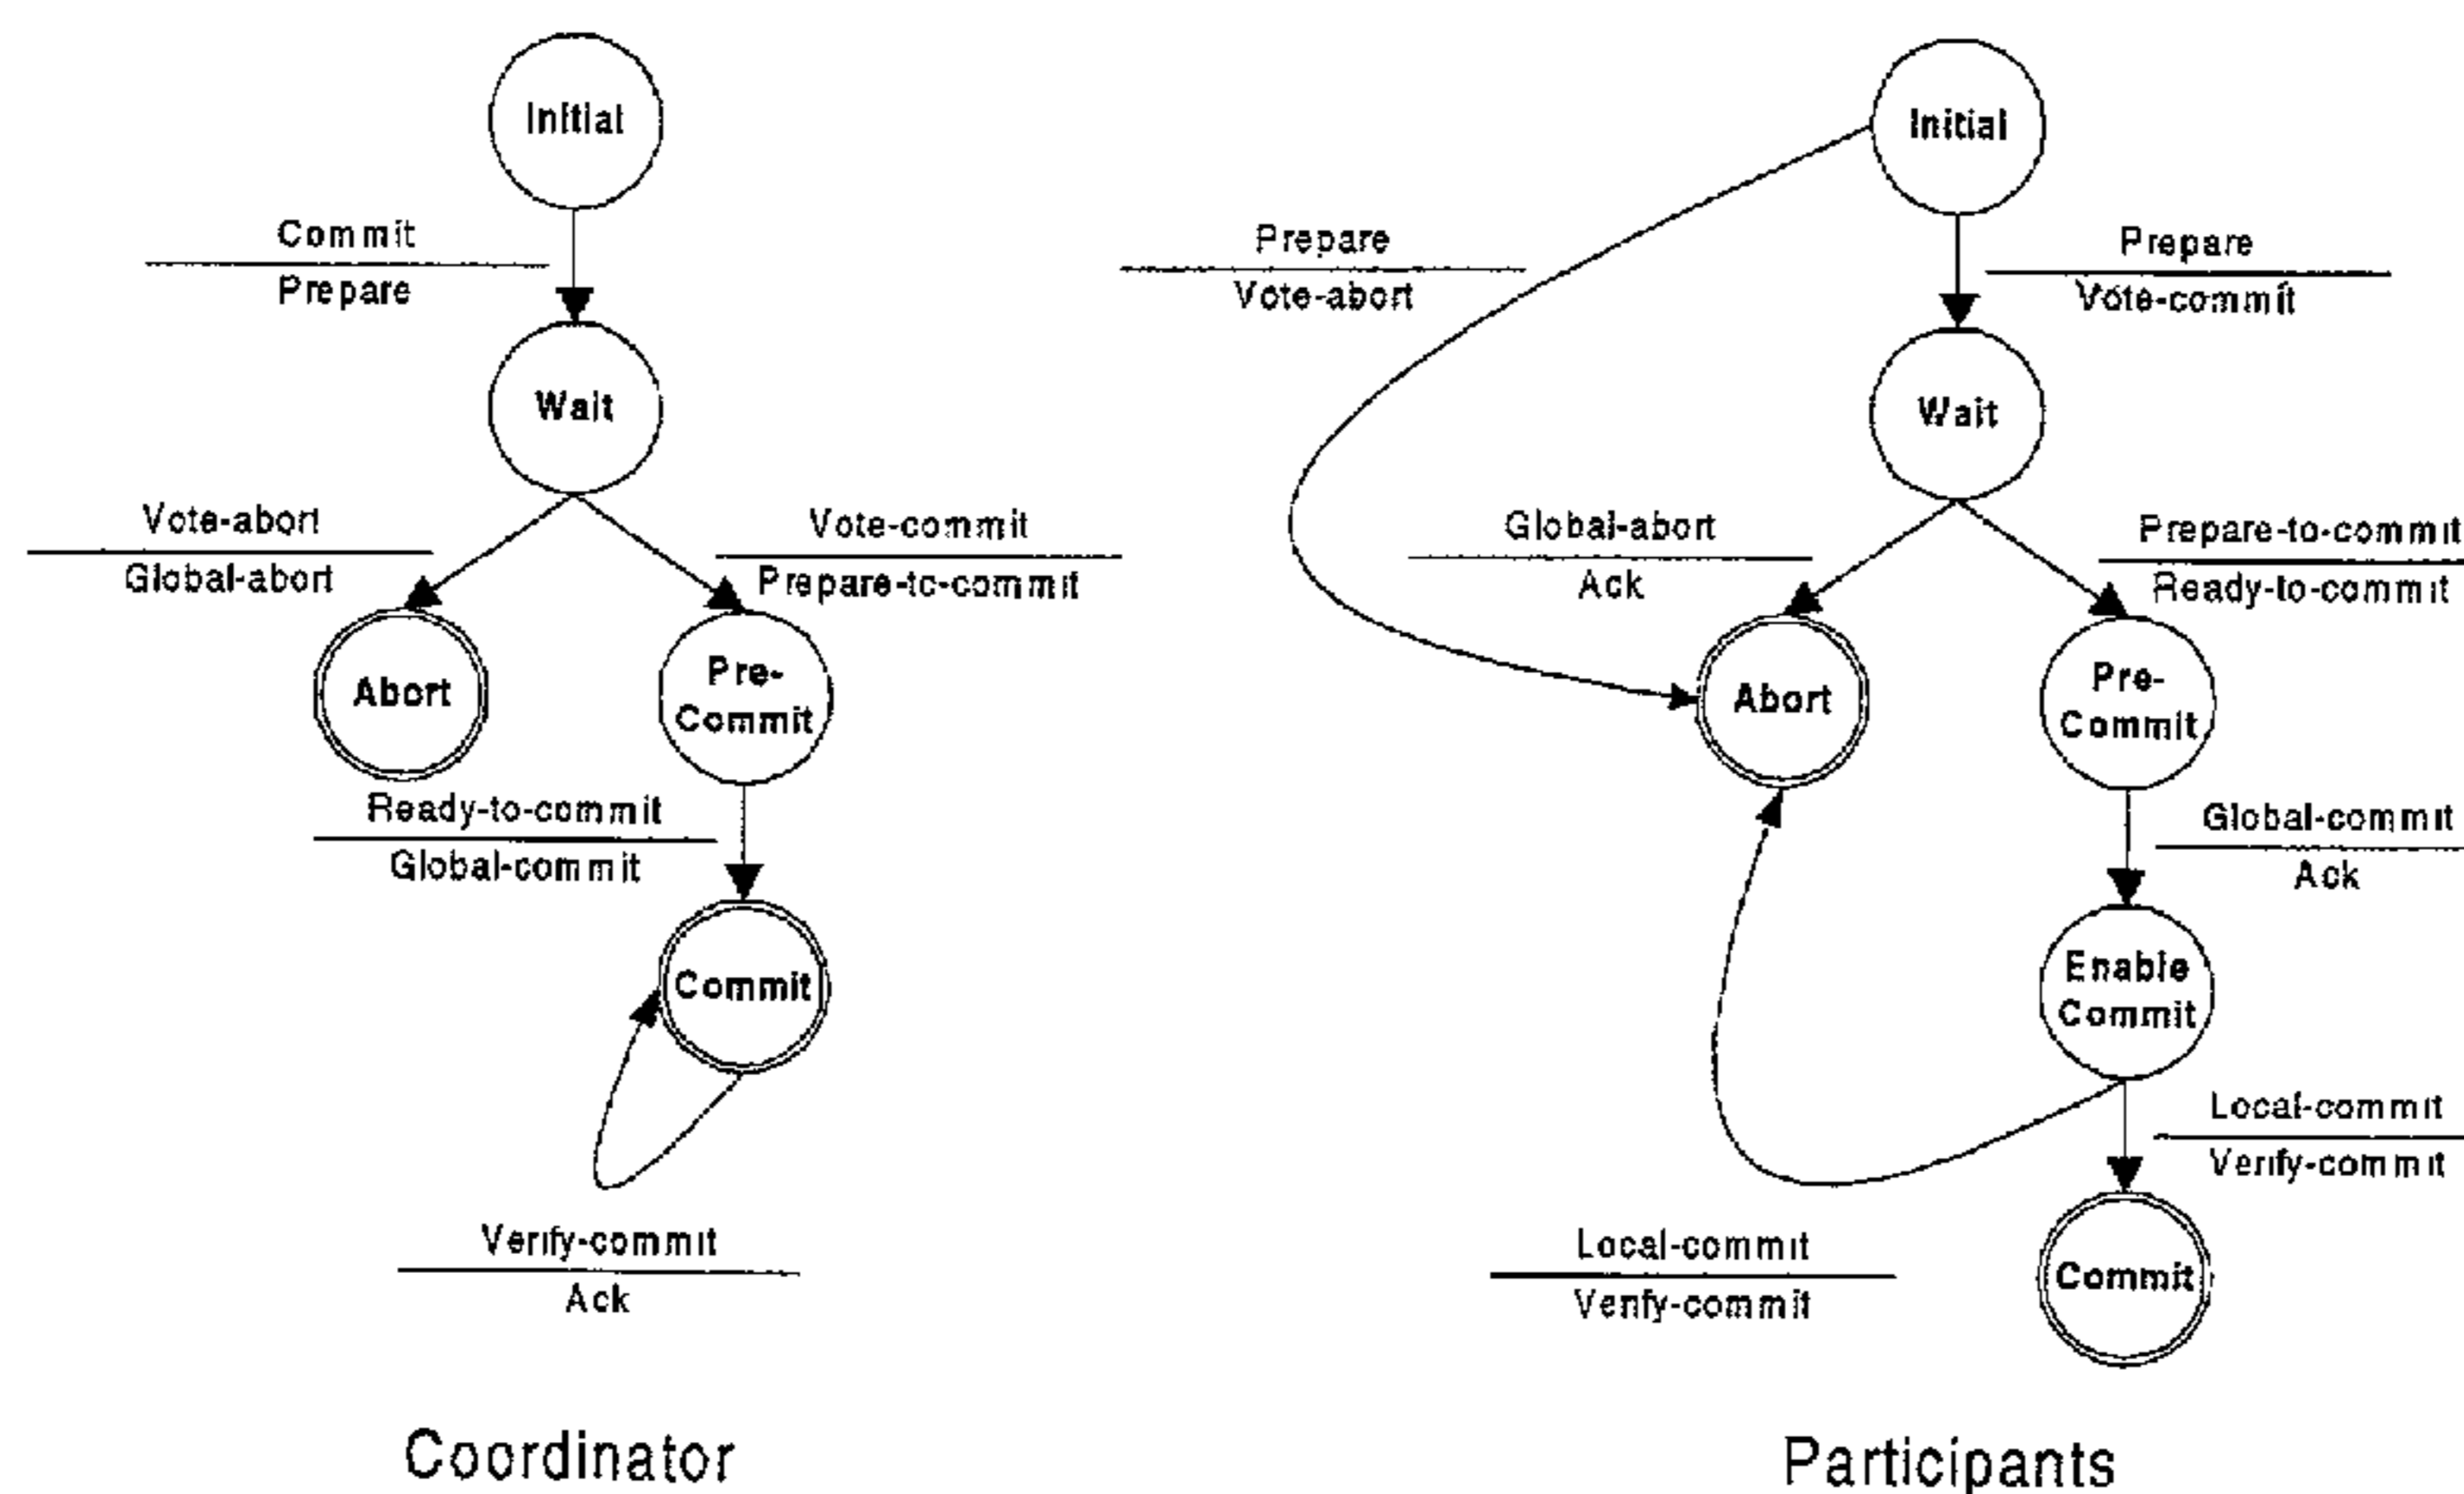 Initial
Commit
Prepare
Wait
Vote-abort
Global-abort
Vote-commit
Prepare-to-commit
Abort
Pre-
Commit
Ready-to-commit
Global-commit
Commit
Verify-commit
Ack
Coordinator
Initial
Prepare
Vote-abort
Prepare
Vote-commit
Wait
Global-abort
Ack
Prepare-to-commit
Ready-to-commit
Abort
Pre-
Commit
Global-commit
Ack
Enable
Commit
Local-commit
Verify-commit
Local-commit
Verify-commit
Commit
Participants